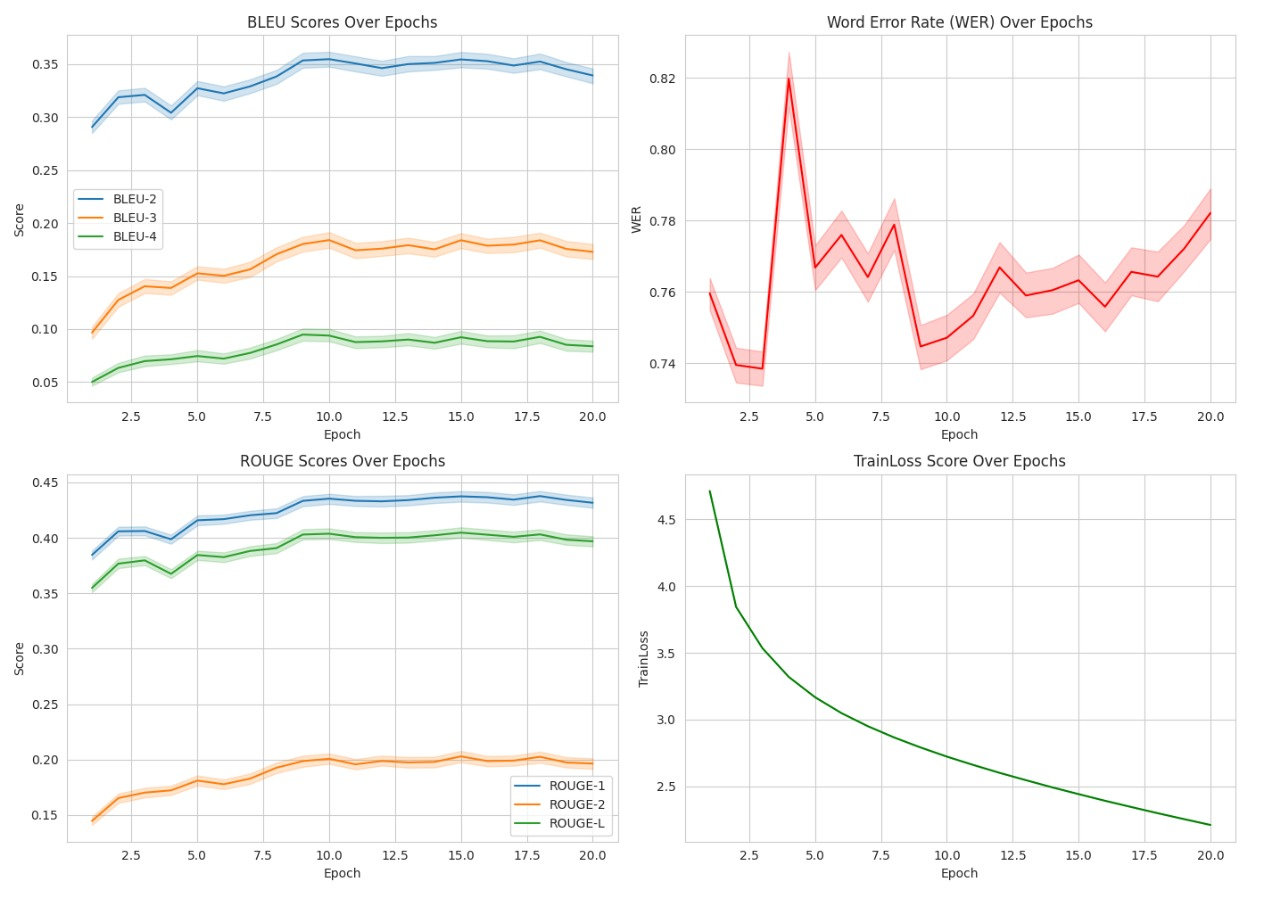 BLEU Scores Over Epochs
0.35
0.30
0.25
0.20
0.15
0.10
0.05
Score
BLEU-2
BLEU-3
BLEU-4
2.5 5.0 7.5 10.0 12.5 15.0 17.5 20.0
Epoch
Word Error Rate (WER) Over Epochs
0.82
0.80
0.78
0.76
0.74
WER
2.5 5.0 7.5 10.0 12.5 15.0 17.5 20.0
Epoch
ROUGE Scores Over Epochs
0.45
0.40
0.35
0.30
0.25
0.20
0.15
Score
ROUGE-1
ROUGE-2
ROUGE-L
2.5 5.0 7.5 10.0 12.5 15.0 17.5 20.0
Epoch
TrainLoss Score Over Epochs
4.5
4.0
3.5
3.0
2.5
TrainLoss
2.5 5.0 7.5 10.0 12.5 15.0 17.5 20.0
Epoch